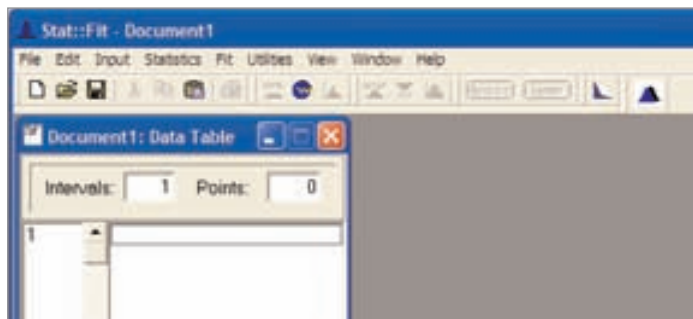 Stat::Fit - Document1
File Edit Input Statistics Fit Utilities View Window Help
Document1: Data Table
Intervals: 1 Points: 0
1